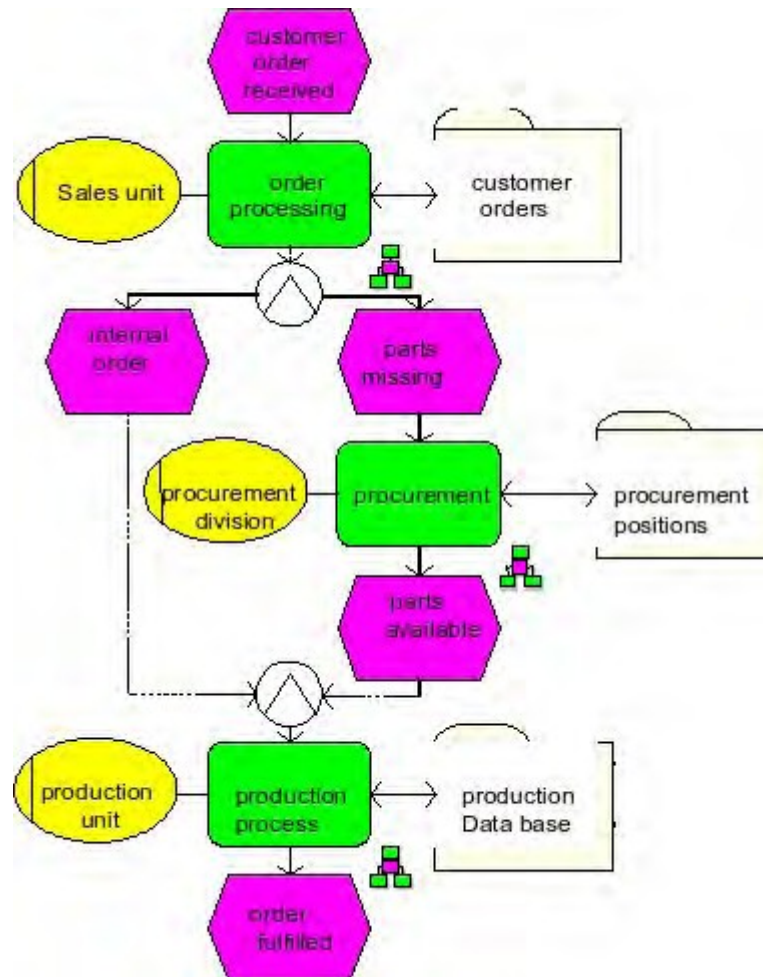 customer
order
received
Sales unit
order
processing
customer
orders
internal
order
parts
missing
procurement
division
procurement
procurement
positions
parts
available
production
unit
production
process
production
Data base
order
fulfilled